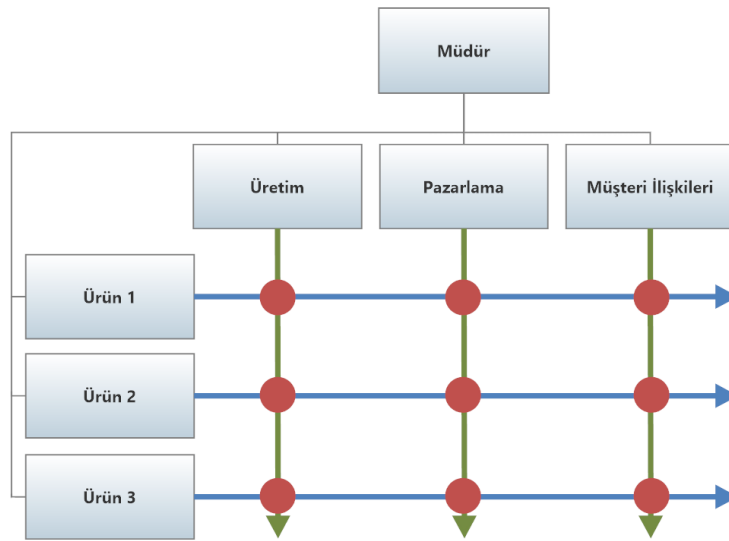 Müdür
Üretim
Pazarlama
Müşteri İlişkileri
Ürün 1
Ürün 2
Ürün 3